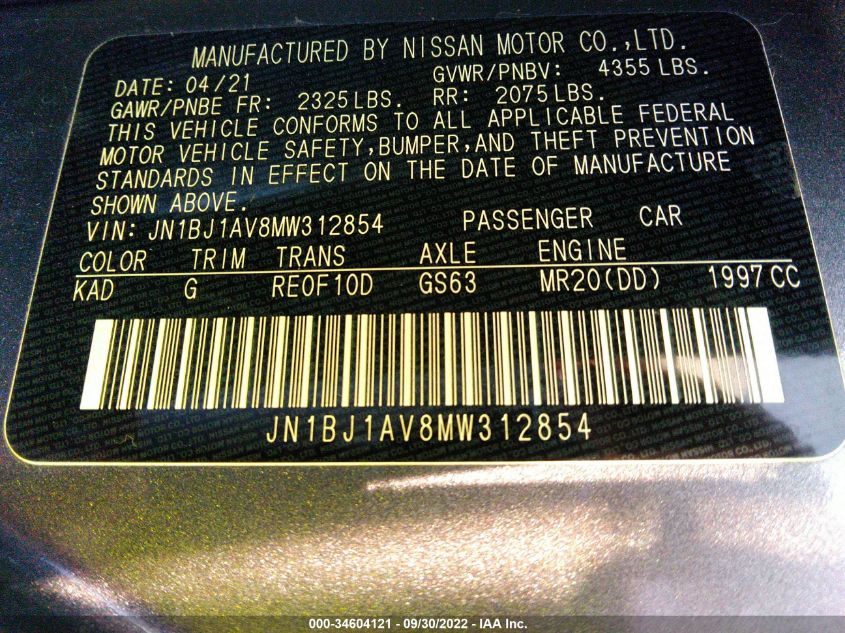 MANUFACTURED BY NISSAN MOTOR CO.,LTD.
DATE: 04/21 GVWR/PNBV: 4355 LBS.
GAWR/PNBE FR: 2325 LBS. RR: 2075 LBS.
THIS VEHICLE CONFORMS TO ALL APPLICABLE FEDERAL
MOTOR VEHICLE SAFETY,BUMPER,AND THEFT PREVENTION
STANDARDS IN EFFECT ON THE DATE OF MANUFACTURE
SHOWN ABOVE.
VIN: JN1BJ1AV8MW312854 PASSENGER CAR
COLOR TRIM TRANS AXLE ENGINE
KAD G RE0F10D GS63 MR20(DD) 1997 CC
JN1BJ1AV8MW312854
000-34604121 - 09/30/2022 - IAA Inc.